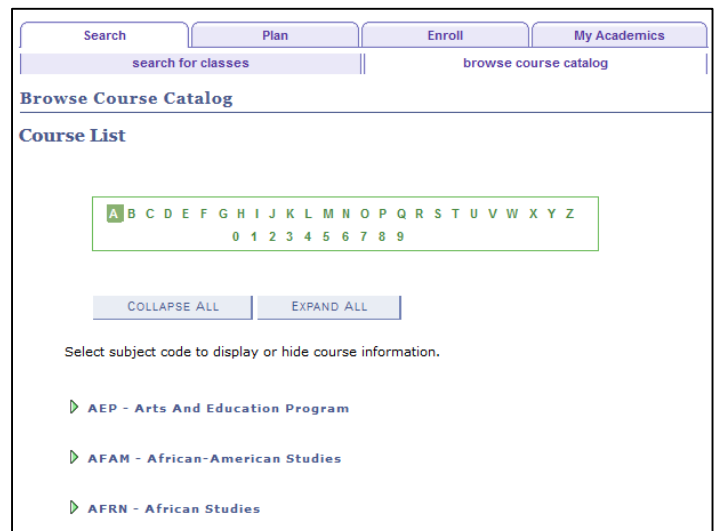 Search Plan Enroll My Academics
search for classes browse course catalog
Browse Course Catalog
Course List
A B C D E F G H I J K L M N O P Q R S T U V W X Y Z
0 1 2 3 4 5 6 7 8 9
COLLAPSE ALL EXPAND ALL
Select subject code to display or hide course information.
AEP - Arts And Education Program
AFAM - African-American Studies
AFRN - African Studies